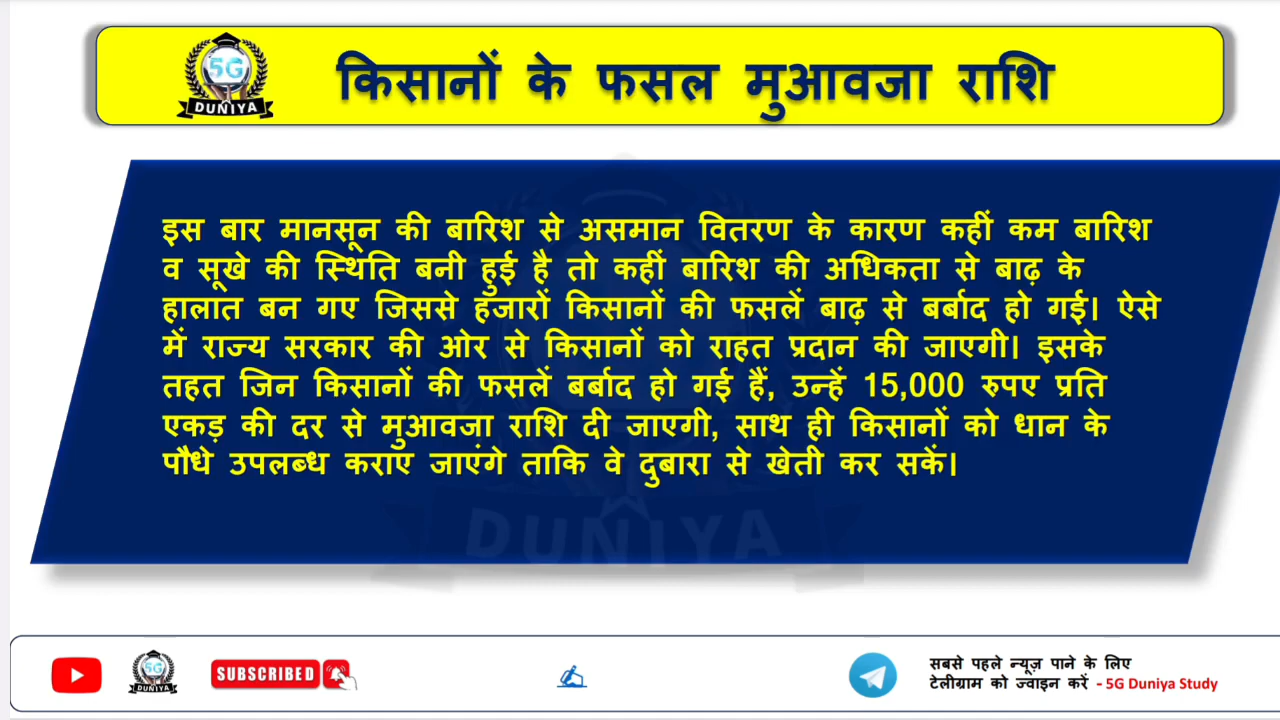 5G
DUNIYA
किसानों के फसल मुआवजा राशि
इस बार मानसून की बारिश से असमान वितरण के कारण कहीं कम बारिश
व सूखे की स्थिति बनी हुई है तो कहीं बारिश की अधिकता से बाढ़ के
हालात बन गए जिससे हजारों किसानों की फसलें बाढ़ से बर्बाद हो गई। ऐसे
में राज्य सरकार की ओर से किसानों को राहत प्रदान की जाएगी। इसके
तहत जिन किसानों की फसलें बर्बाद हो गई हैं, उन्हें 15,000 रुपए प्रति
एकड़ की दर से मुआवजा राशि दी जाएगी, साथ ही किसानों को धान के
पौधे उपलब्ध कराए जाएंगे ताकि वे दुबारा से खेती कर सकें।
DUNIYA
5G
DUNIYA
SUBSCRIBED
सबसे पहले न्यूज़ पाने के लिए
टेलीग्राम को ज्वाइन करें - 5G Duniya Study